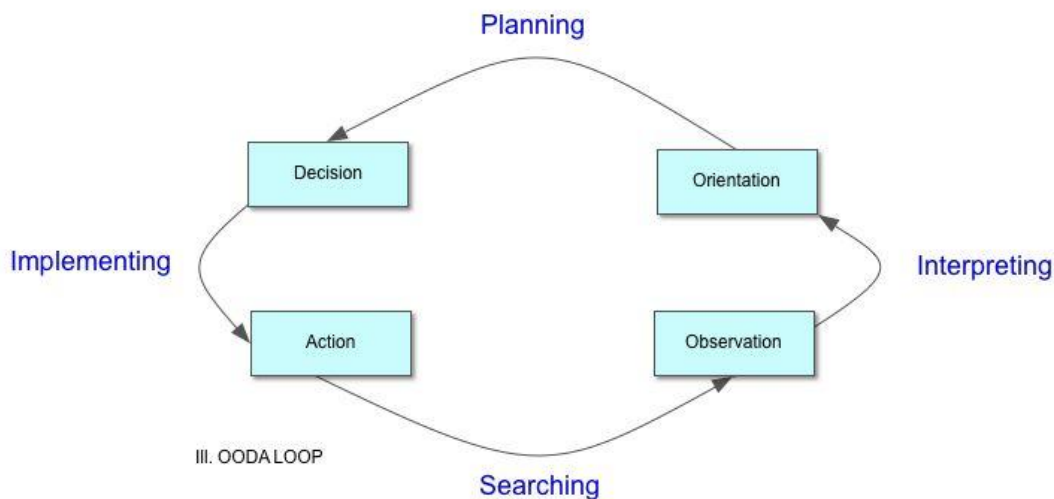 Planning
Decision
Orientation
Implementing
Interpreting
Action
Observation
III. OODA LOOP
Searching